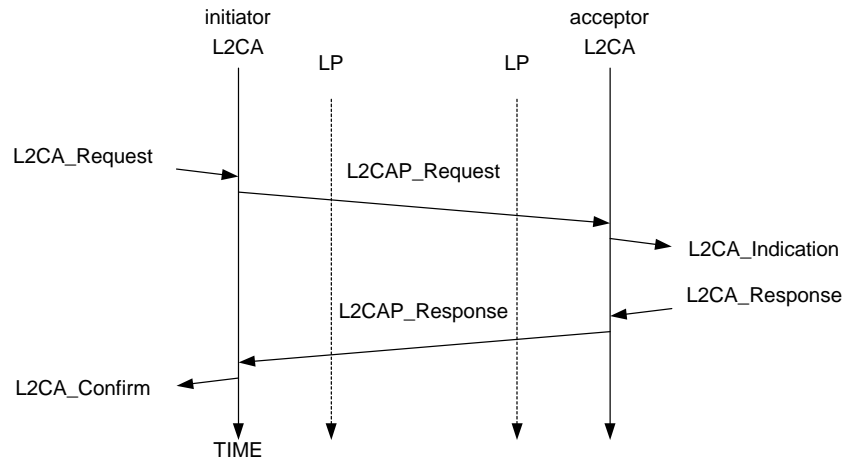 initiator
acceptor
L2CA
L2CA
LP
LP
L2CA_Request
L2CAP_Request
L2CA_Indication
L2CA_Response
L2CAP_Response
L2CA_Confirm
TIME